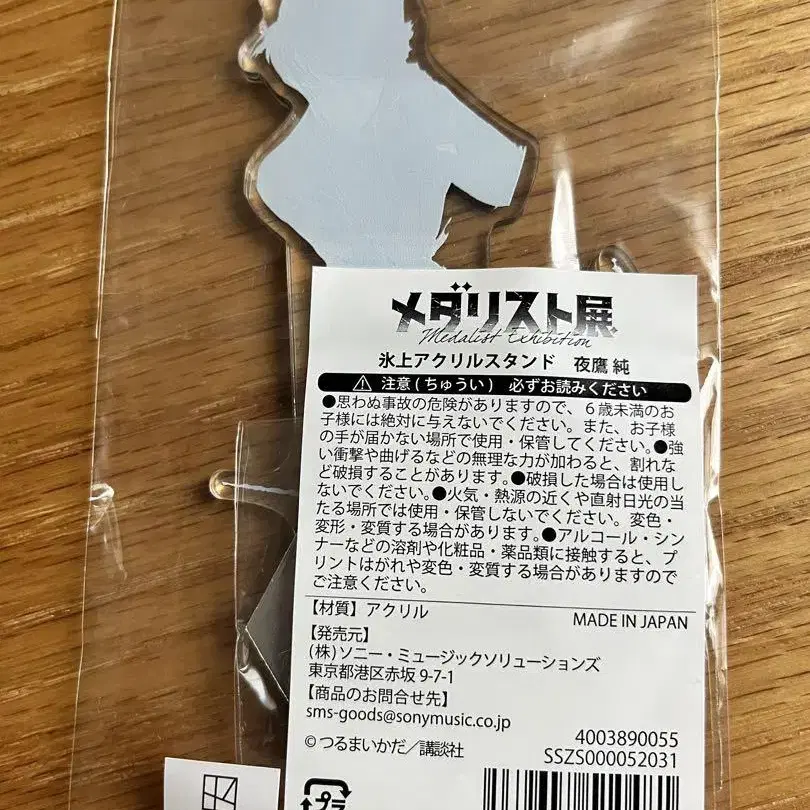 メダリスト展
Medalist Exhibition
氷上アクリルスタンド　夜鷹 純
⚠ 注意 ( ちゅうい )　必ずお読みください
●思わぬ事故の危険がありますので、６歳未満のお
子様には絶対に与えないでください。また、お子様
の手が届かない場所で使用・保管してください。●強
い衝撃や曲げるなどの無理な力が加わると、割れな
ど破損することがあります。●破損した場合は使用し
ないでください。●火気・熱源の近くや直射日光の当
たる場所では使用・保管しないでください。変色・
変形・変質する場合があります。●アルコール・シン
ナーなどの溶剤や化粧品・薬品類に接触すると、プ
リントはがれや変色・変質する場合がありますので
ご注意ください。
【材質】アクリル
MADE IN JAPAN
【発売元】
(株) ソニー・ミュージックソリューションズ
東京都港区赤坂 9-7-1
【商品のお問合せ先】
sms-goods@sonymusic.co.jp
4003890055
© つるまいかだ／講談社
SSZS000052031
プラ